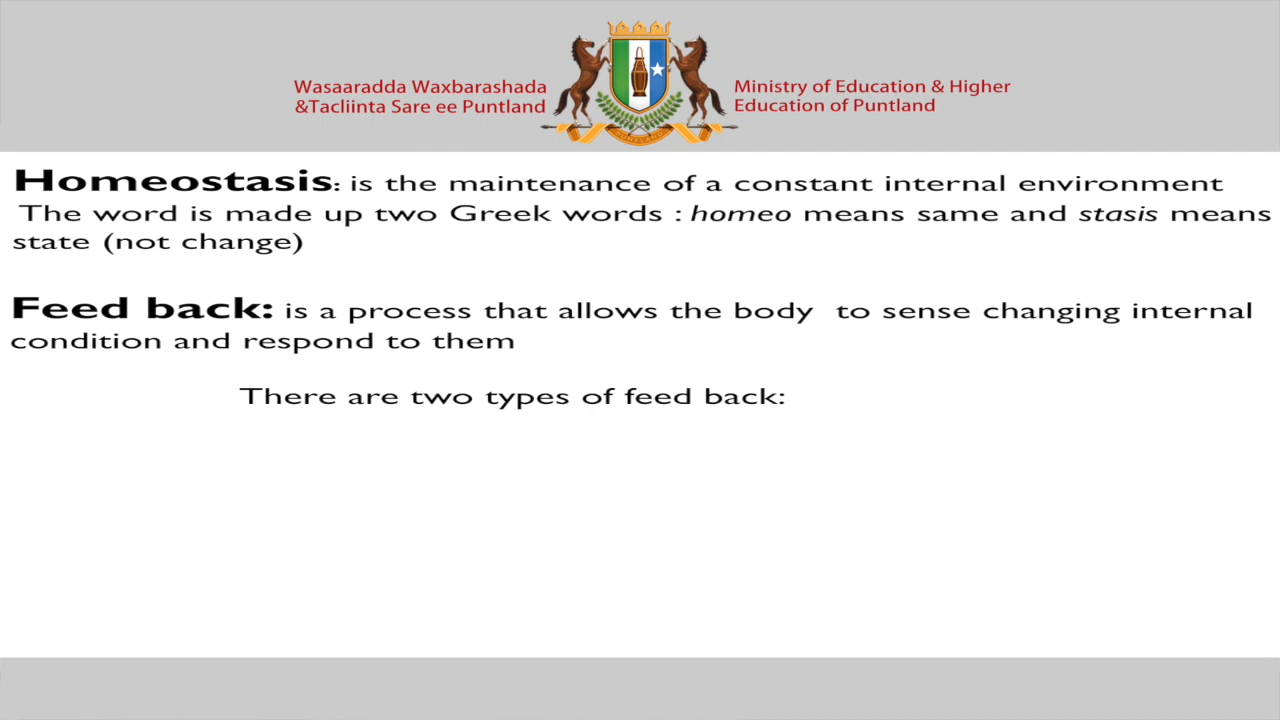 Wasaaradda Waxbarashada
&Tacliinta Sare ee Puntland
Ministry of Education & Higher
Education of Puntland
Homeostasis: is the maintenance of a constant internal environment
The word is made up two Greek words : homeo means same and stasis means
state (not change)
Feed back: is a process that allows the body to sense changing internal
condition and respond to them
There are two types of feed back: